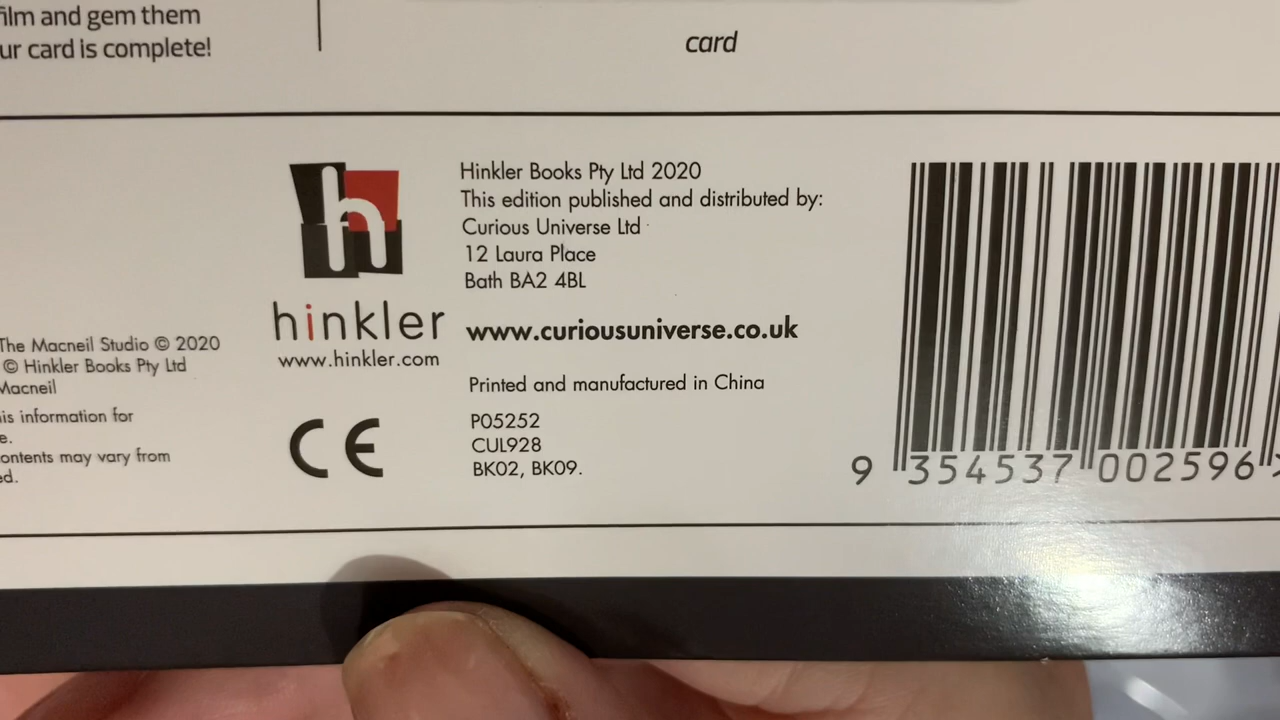 film and gem them
ur card is complete!
card
Hinkler Books Pty Ltd 2020
This edition published and distributed by:
Curious Universe Ltd
12 Laura Place
Bath BA2 4BL
h
hinkler
www.hinkler.com
www.curiousuniverse.co.uk
The Macneil Studio © 2020
© Hinkler Books Pty Ltd
Macneil
is information for
e.
ontents may vary from
ed.
CE
Printed and manufactured in China
P05252
CUL928
BK02, BK09.
9 354537 002596 >